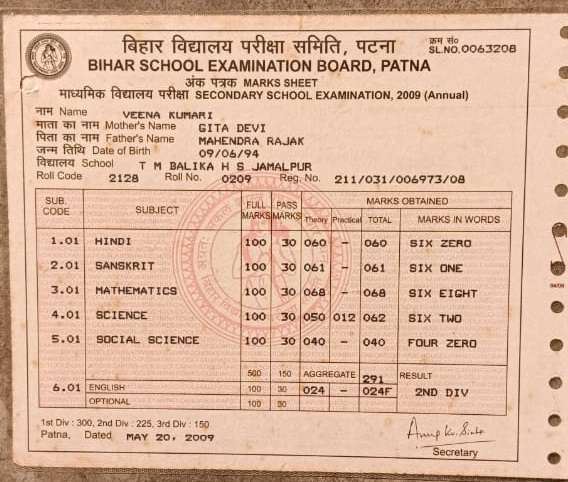 बिहार विद्यालय परीक्षा समिति, पटना
क्रम सं०
SL.NO.0063208
BIHAR SCHOOL EXAMINATION BOARD, PATNA
अंक पत्रक MARKS SHEET
माध्यमिक विद्यालय परीक्षा SECONDARY SCHOOL EXAMINATION, 2009 (Annual)
नाम Name VEENA KUMARI
माता का नाम Mother's Name GITA DEVI
पिता का नाम Father's Name MAHENDRA RAJAK
जन्म तिथि Date of Birth 09/06/94
विद्यालय School T M BALIKA H S JAMALPUR
Roll Code 2128 Roll No. 0209 Reg. No. 211/031/006973/08
SUB. CODE SUBJECT FULL MARKS PASS MARKS MARKS OBTAINED
Theory Practical TOTAL MARKS IN WORDS
1.01 HINDI 100 30 060 - 060 SIX ZERO
2.01 SANSKRIT 100 30 061 - 061 SIX ONE
3.01 MATHEMATICS 100 30 068 - 068 SIX EIGHT
4.01 SCIENCE 100 30 050 012 062 SIX TWO
5.01 SOCIAL SCIENCE 100 30 040 - 040 FOUR ZERO
500 150 AGGREGATE 291 RESULT
6.01 ENGLISH 100 30 024 - 024F 2ND DIV
OPTIONAL 100 30
1st Div : 300, 2nd Div : 225, 3rd Div : 150
Patna, Dated MAY 20, 2009
Secretary